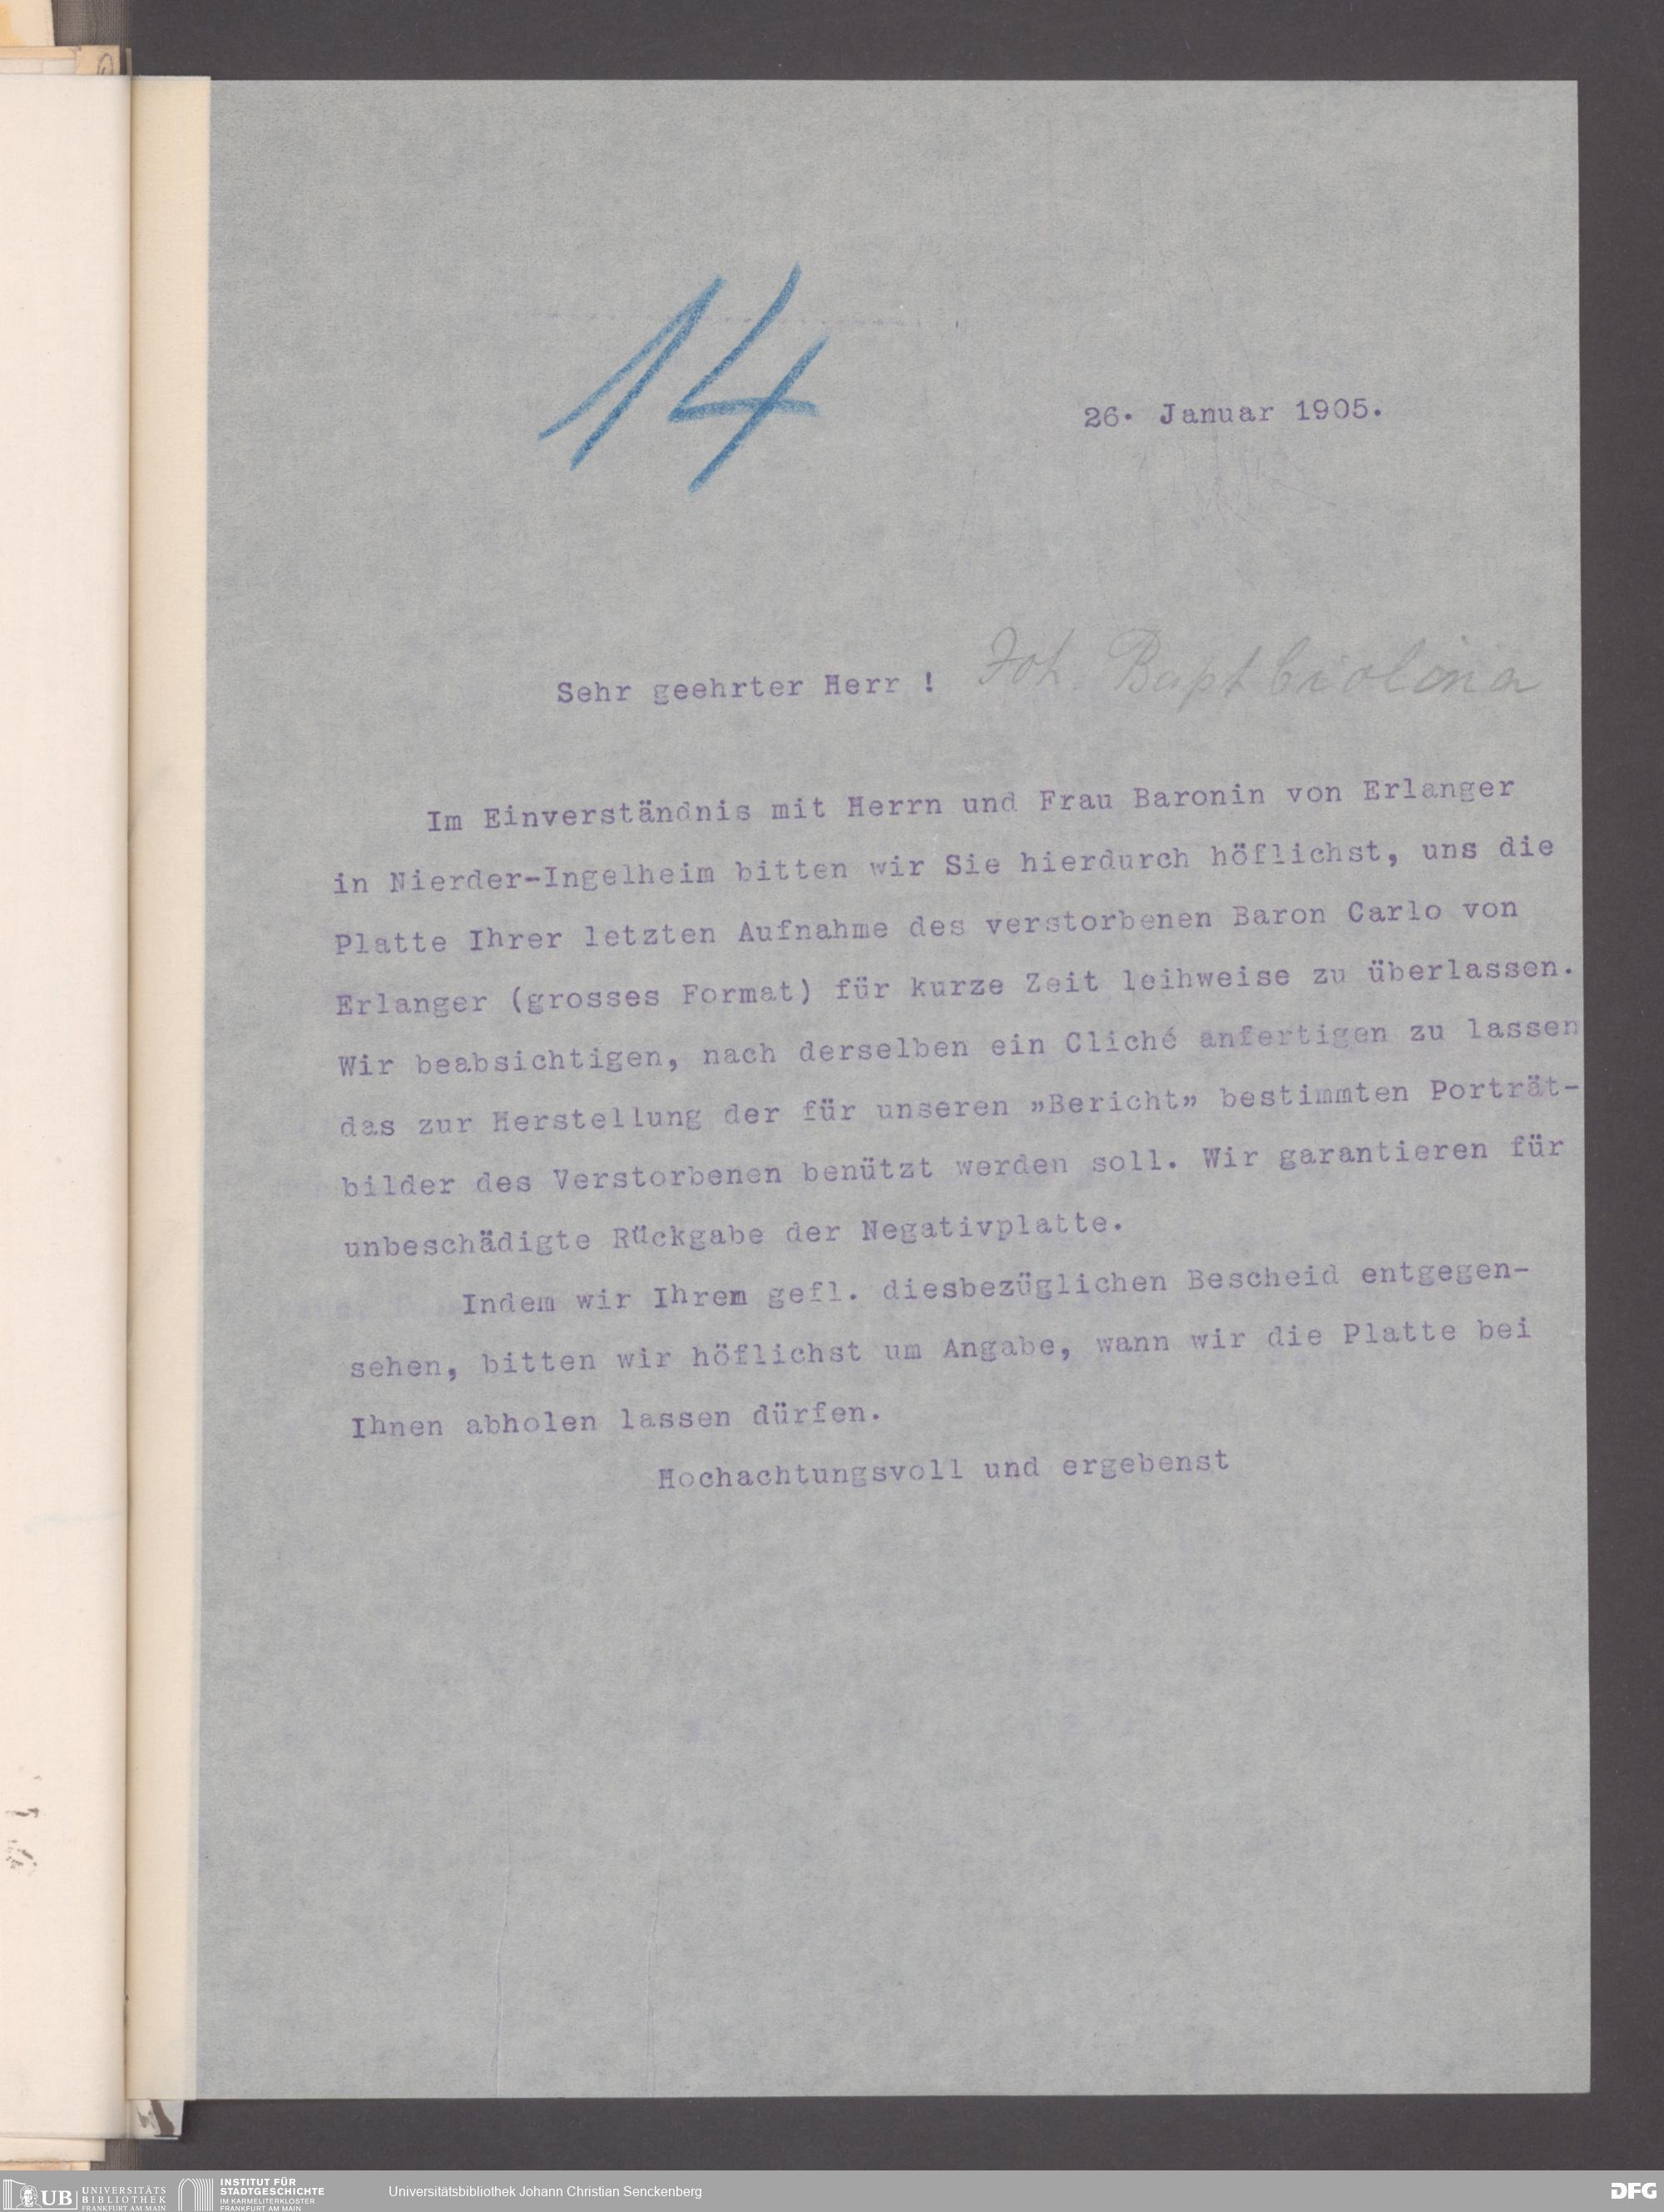 14
26. Januar 1905.
Sehr geehrter Herr ! Joh. Bapt Ciolina
Im Einverständnis mit Herrn und Frau Baronin von Erlanger
in Nierder-Ingelheim bitten wir Sie hierdurch höflichst, uns die
Platte Ihrer letzten Aufnahme des verstorbenen Baron Carlo von
Erlanger (grosses Format) für kurze Zeit leihweise zu überlassen.
Wir beabsichtigen, nach derselben ein Cliché anfertigen zu lassen
das zur Herstellung der für unseren »Bericht» bestimmten Porträt-
bilder des Verstorbenen benützt werden soll. Wir garantieren für
unbeschädigte Rückgabe der Negativplatte.
Indem wir Ihrem gefl. diesbezüglichen Bescheid entgegen-
sehen, bitten wir höflichst um Angabe, wann wir die Platte bei
Ihnen abholen lassen dürfen.
Hochachtungsvoll und ergebenst
UB UNIVERSITÄTS
BIBLIOTHEK
FRANKFURT AM MAIN
INSTITUT FÜR
STADTGESCHICHTE
IM KARMELITERKLOSTER
FRANKFURT AM MAIN
Universitätsbibliothek Johann Christian Senckenberg
DFG